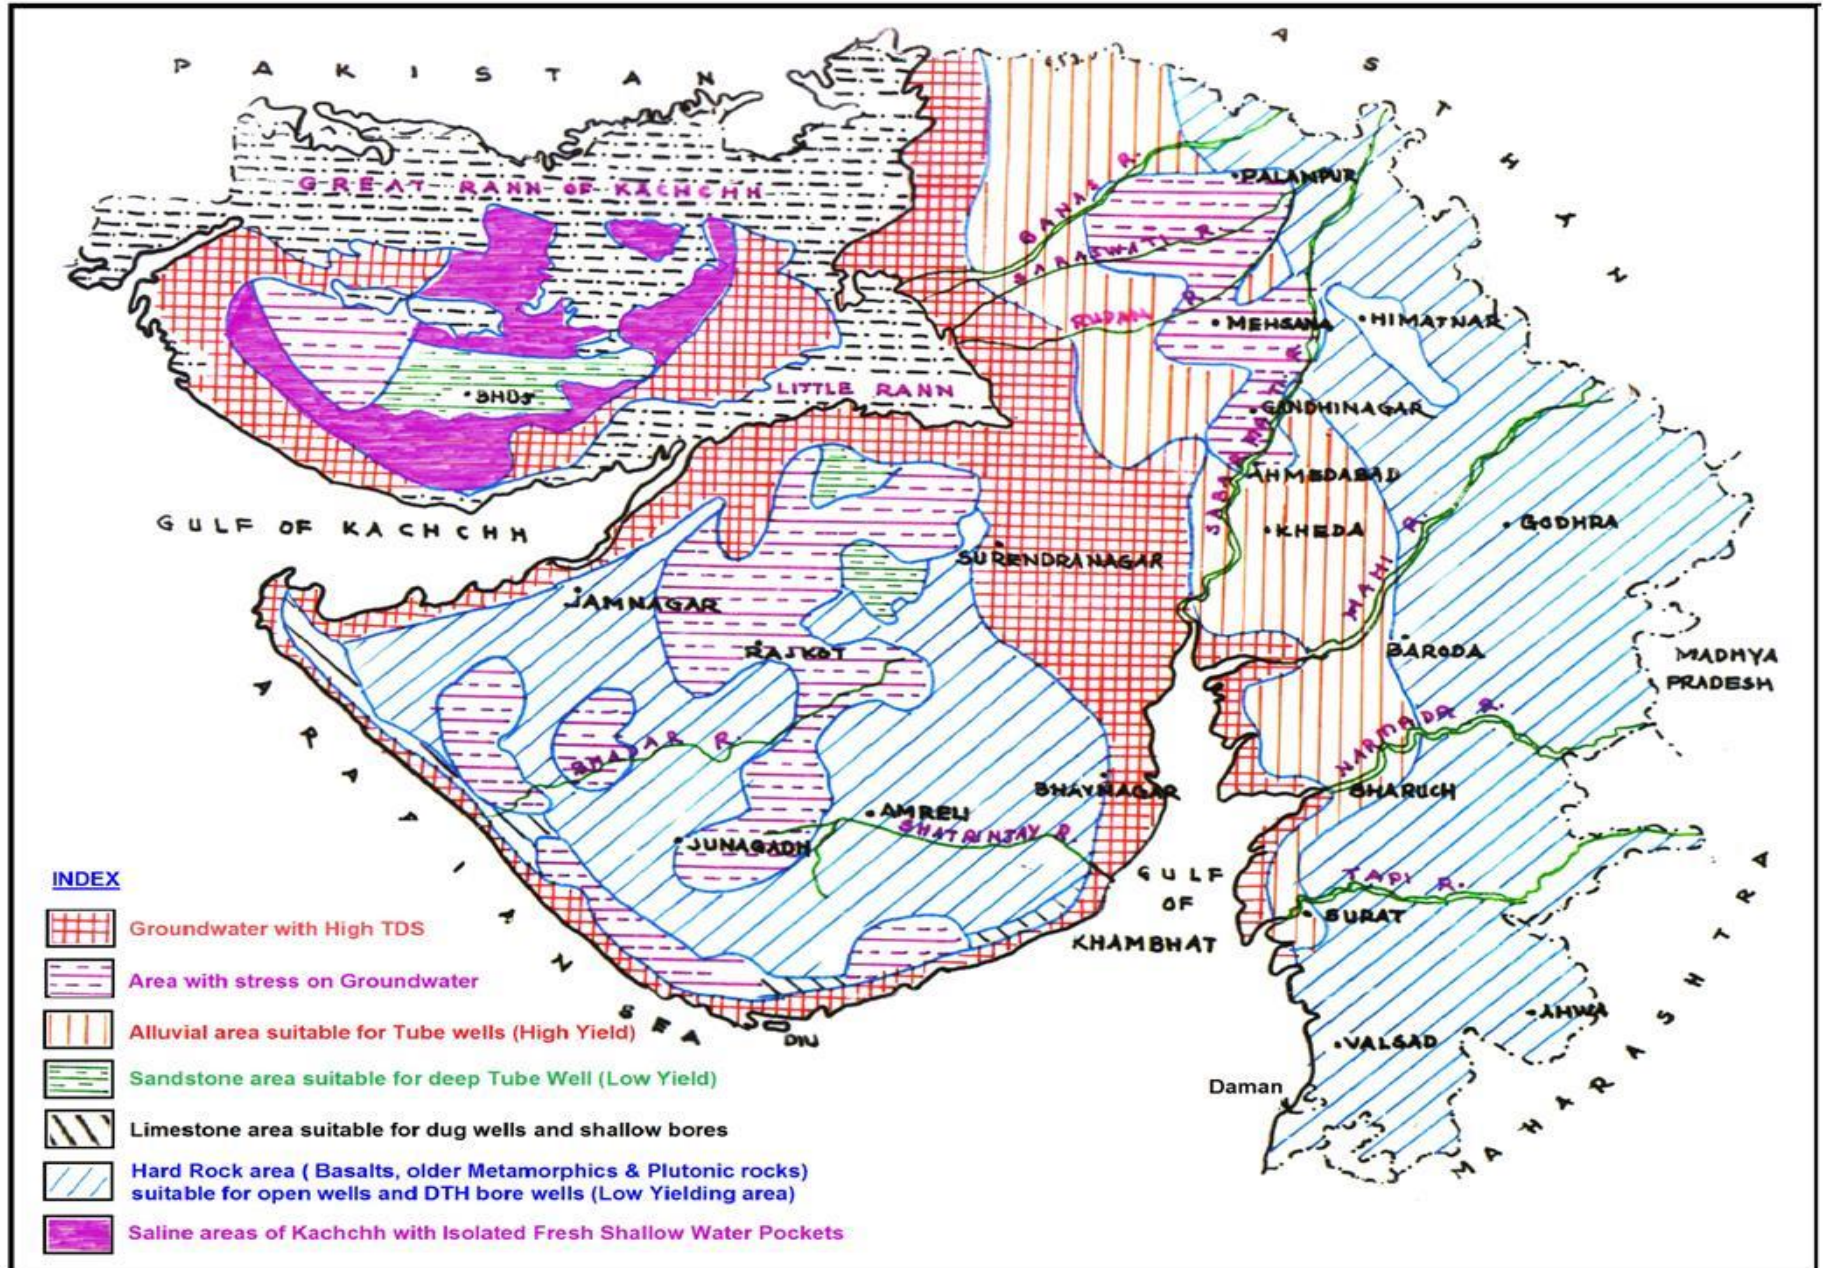 PAKISTAN
ASTHAN
GREAT RANN OF KACHCHH
BANAS R.
PALANPUR
SARASWATI R.
RUPAN
R.
MEHSANA
HIMATNAR
LITTLE RANN
BHUJ
GANDHINAGAR
AHMEDABAD
GULF OF KACHCHH
KHEDA
GODHRA
SURENDRANAGAR
MAHI R.
JAMNAGAR
RAJKOT
BARODA
MADHYA
PRADESH
NARMADA R.
BHADAR R.
BHAVNAGAR
BHARUCH
AMRELI
SHATRUNJAY R.
JUNAGADH
GULF
OF
KHAMBHAT
TAPI R.
SURAT
ARABIAN SEA
DIU
AHWA
VALSAD
Daman
MAHARASHTRA
INDEX
Groundwater with High TDS
Area with stress on Groundwater
Alluvial area suitable for Tube wells (High Yield)
Sandstone area suitable for deep Tube Well (Low Yield)
Limestone area suitable for dug wells and shallow bores
Hard Rock area ( Basalts, older Metamorphics & Plutonic rocks)
suitable for open wells and DTH bore wells (Low Yielding area)
Saline areas of Kachchh with Isolated Fresh Shallow Water Pockets